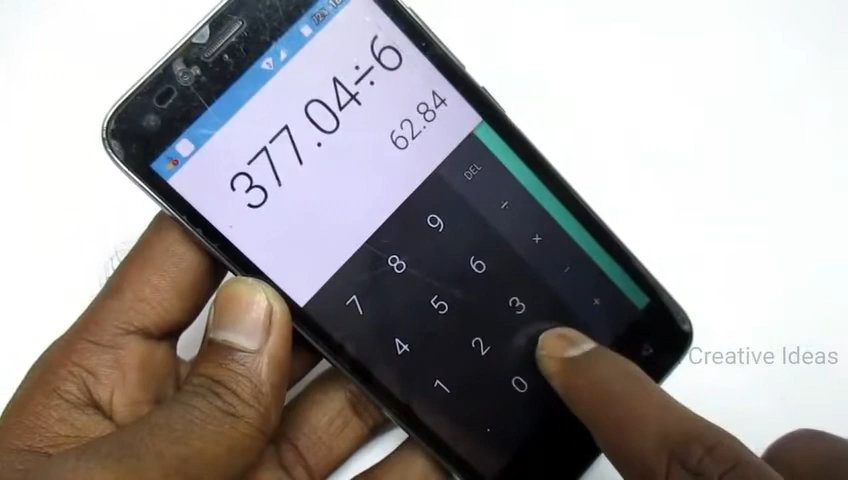 377.04÷6
62.84
DEL
7 8 9 ÷
4 5 6 ×
1 2 3 -
. 0 +
Creative Ideas